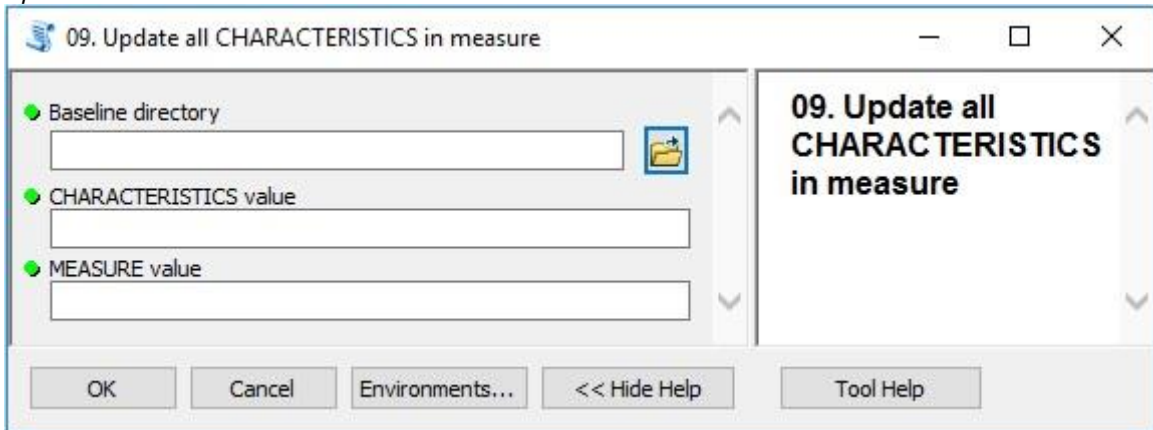 09. Update all CHARACTERISTICS in measure
Baseline directory
CHARACTERISTICS value
MEASURE value
09. Update all
CHARACTERISTICS
in measure
OK
Cancel
Environments...
<< Hide Help
Tool Help